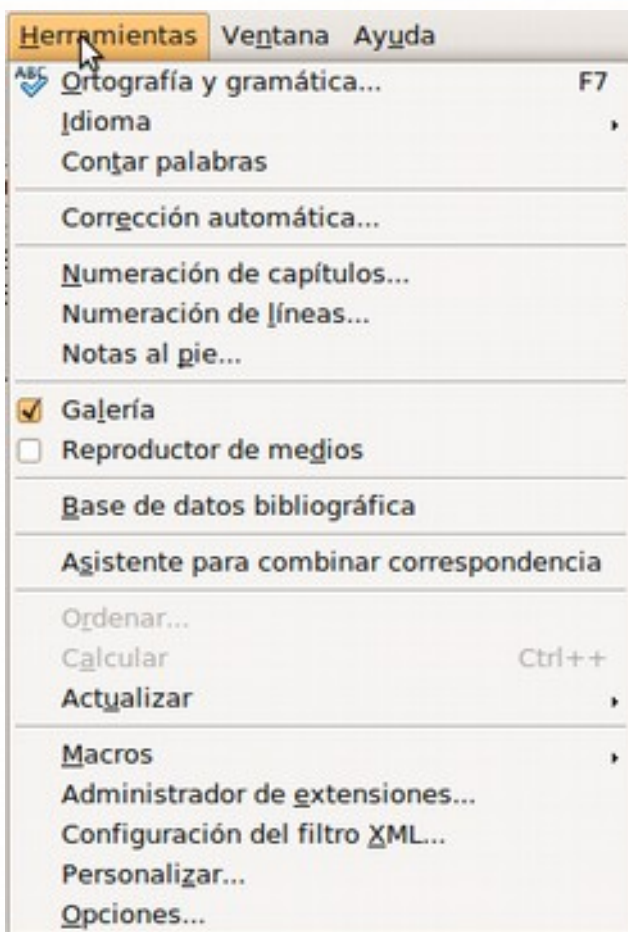 Herramientas Ventana Ayuda
ABC Ortografía y gramática... F7
Idioma
Contar palabras
Corrección automática...
Numeración de capítulos...
Numeración de líneas...
Notas al pie...
Galería
Reproductor de medios
Base de datos bibliográfica
Asistente para combinar correspondencia
Ordenar...
Calcular Ctrl++
Actualizar
Macros
Administrador de extensiones...
Configuración del filtro XML...
Personalizar...
Opciones...